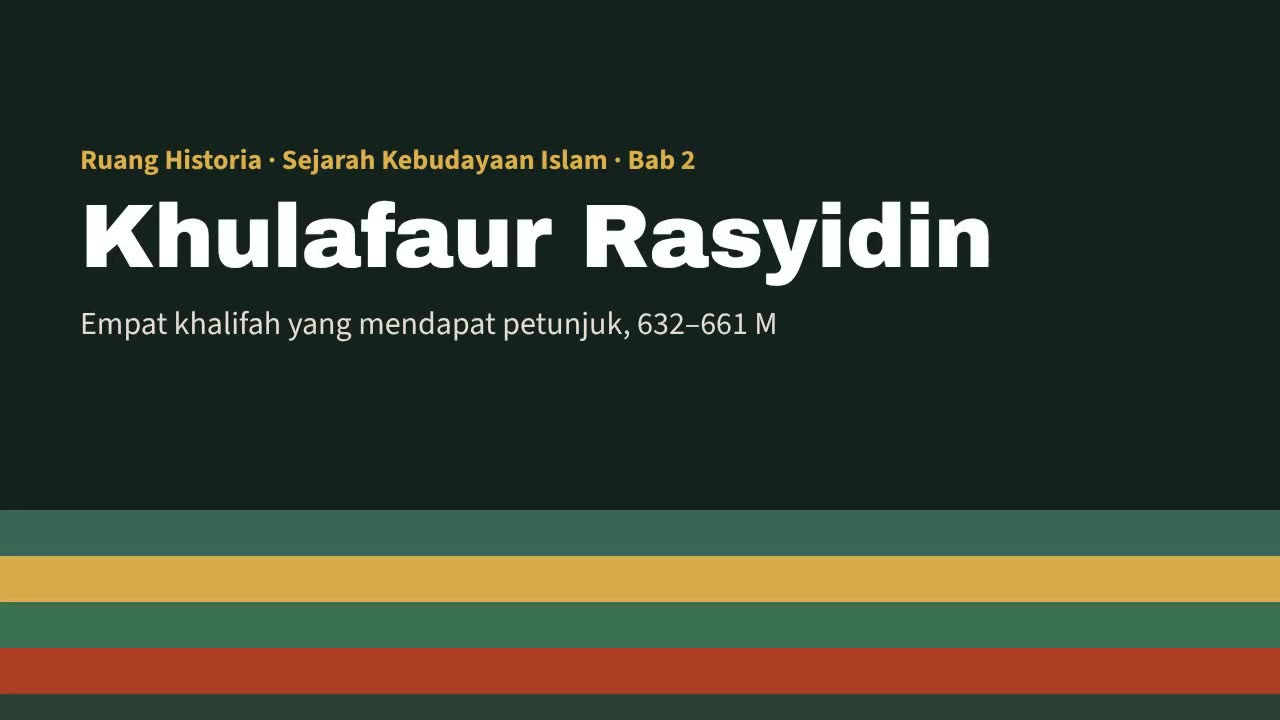 Ruang Historia · Sejarah Kebudayaan Islam · Bab 2
Khulafaur Rasyidin
Empat khalifah yang mendapat petunjuk, 632–661 M